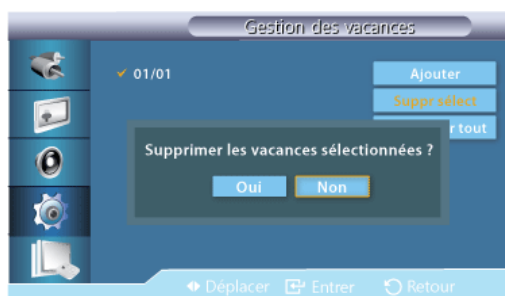 Gestion des vacances
01/01
Ajouter
Suppr sélect
r tout
Supprimer les vacances sélectionnées ?
Oui Non
Déplacer Entrer Retour